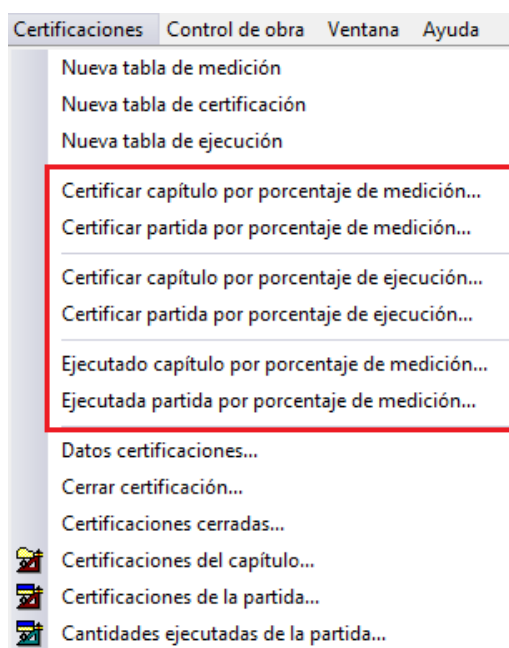 Certificaciones Control de obra Ventana Ayuda
Nueva tabla de medición
Nueva tabla de certificación
Nueva tabla de ejecución
Certificar capítulo por porcentaje de medición...
Certificar partida por porcentaje de medición...
Certificar capítulo por porcentaje de ejecución...
Certificar partida por porcentaje de ejecución...
Ejecutado capítulo por porcentaje de medición...
Ejecutada partida por porcentaje de medición...
Datos certificaciones...
Cerrar certificación...
Certificaciones cerradas...
Certificaciones del capítulo...
Certificaciones de la partida...
Cantidades ejecutadas de la partida...